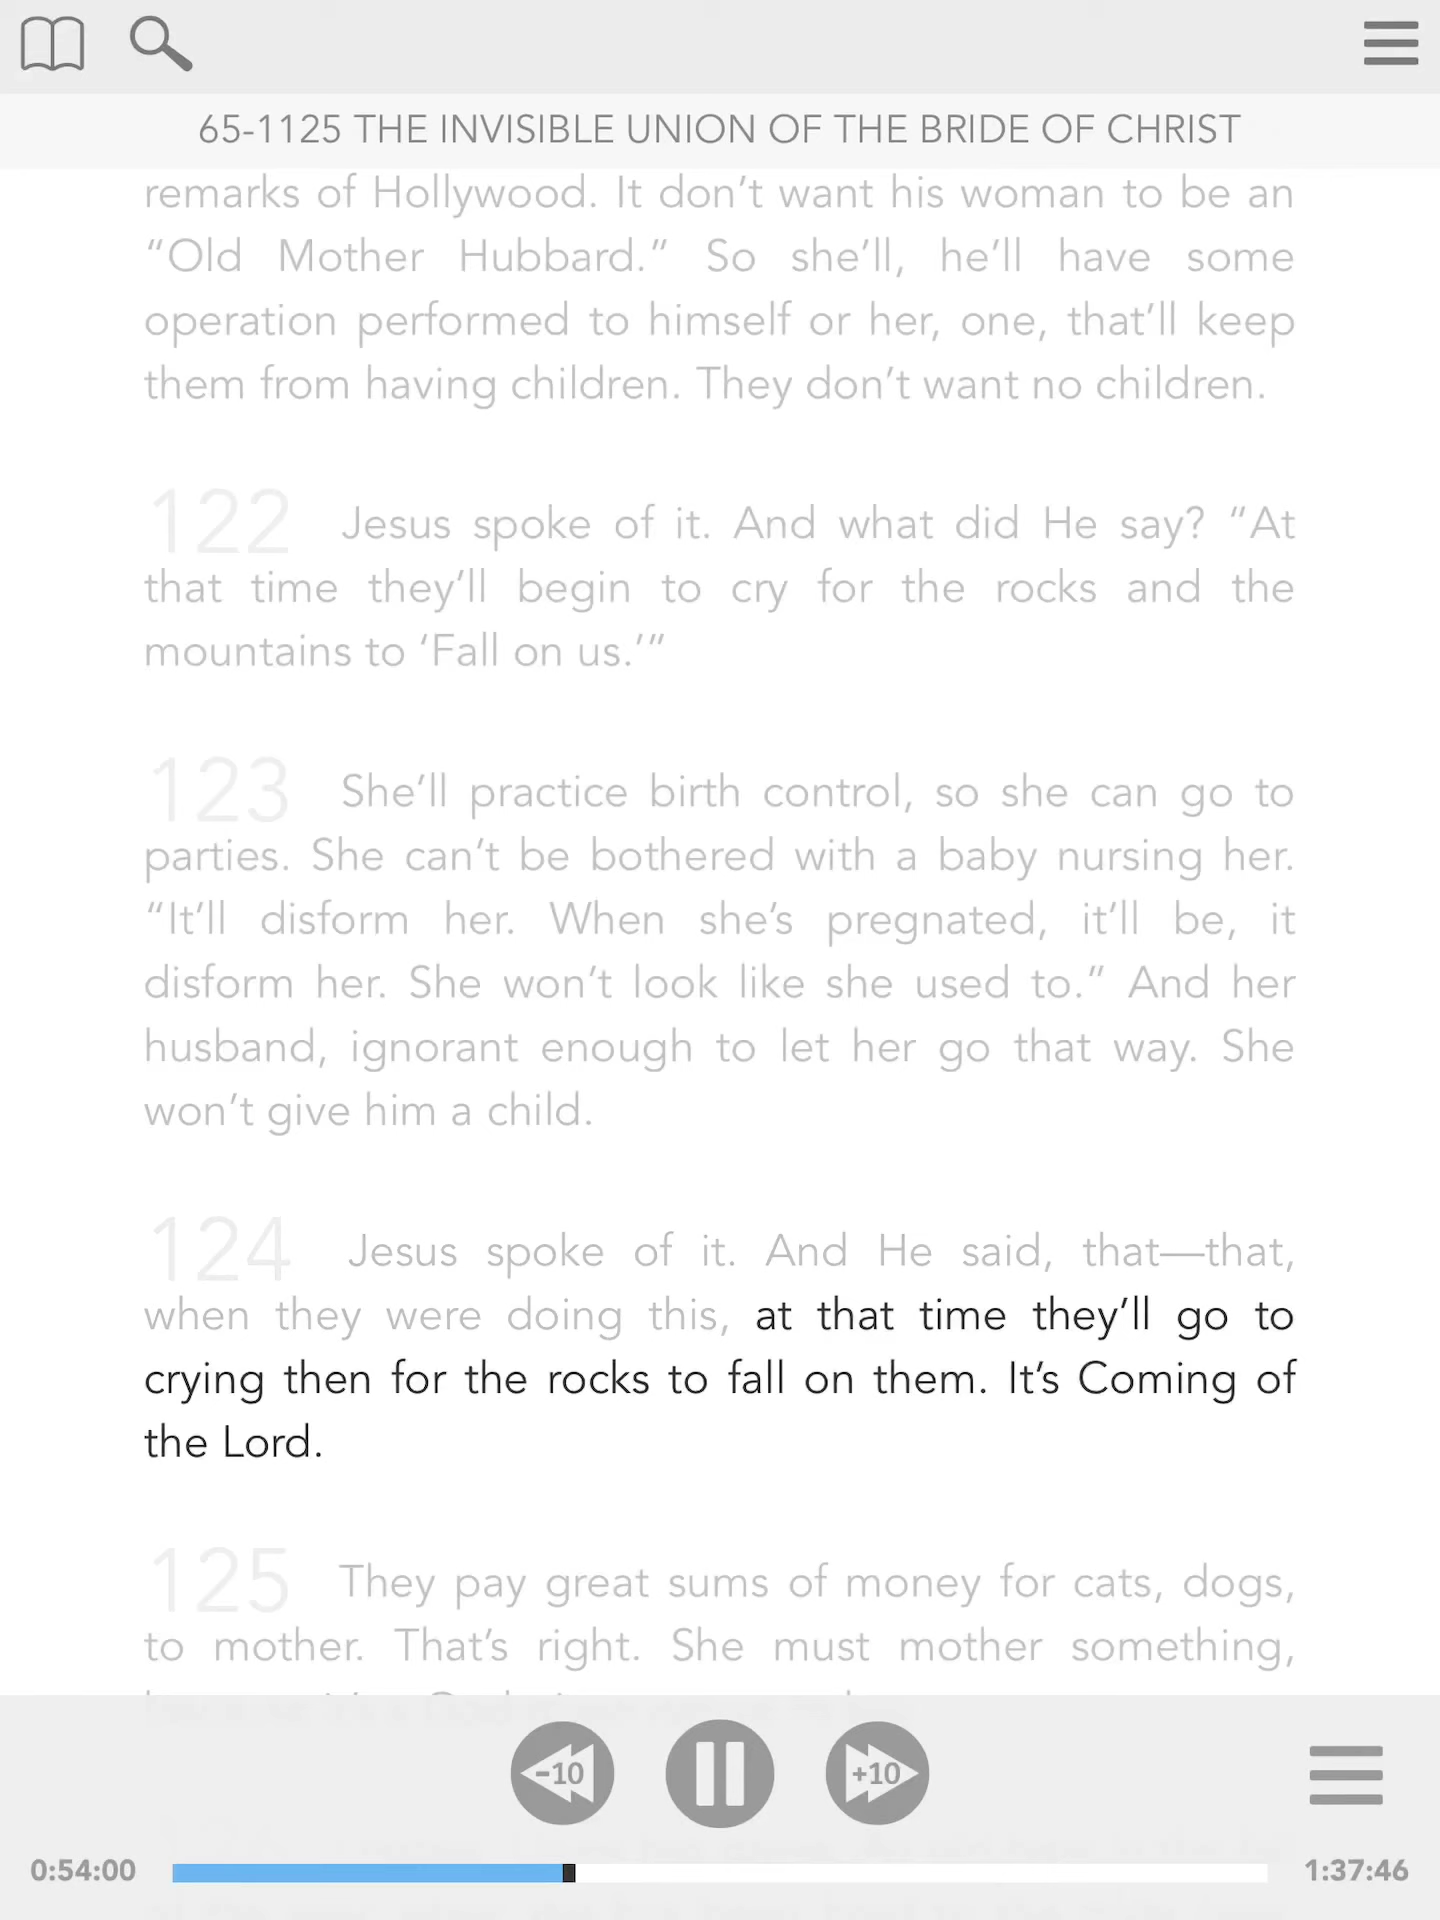 65-1125 THE INVISIBLE UNION OF THE BRIDE OF CHRIST
remarks of Hollywood. It don’t want his woman to be an
“Old Mother Hubbard.” So she’ll, he’ll have some
operation performed to himself or her, one, that’ll keep
them from having children. They don’t want no children.
122 Jesus spoke of it. And what did He say? “At
that time they’ll begin to cry for the rocks and the
mountains to ‘Fall on us.’”
123 She’ll practice birth control, so she can go to
parties. She can’t be bothered with a baby nursing her.
“It’ll disform her. When she’s pregnated, it’ll be, it
disform her. She won’t look like she used to.” And her
husband, ignorant enough to let her go that way. She
won’t give him a child.
124 Jesus spoke of it. And He said, that—that,
when they were doing this, at that time they’ll go to
crying then for the rocks to fall on them. It’s Coming of
the Lord.
125 They pay great sums of money for cats, dogs,
to mother. That’s right. She must mother something,
-10 +10
0:54:00 1:37:46